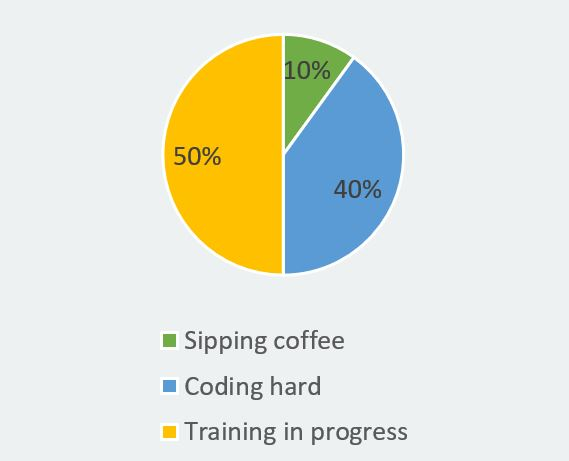 10%
50%
40%
Sipping coffee
Coding hard
Training in progress